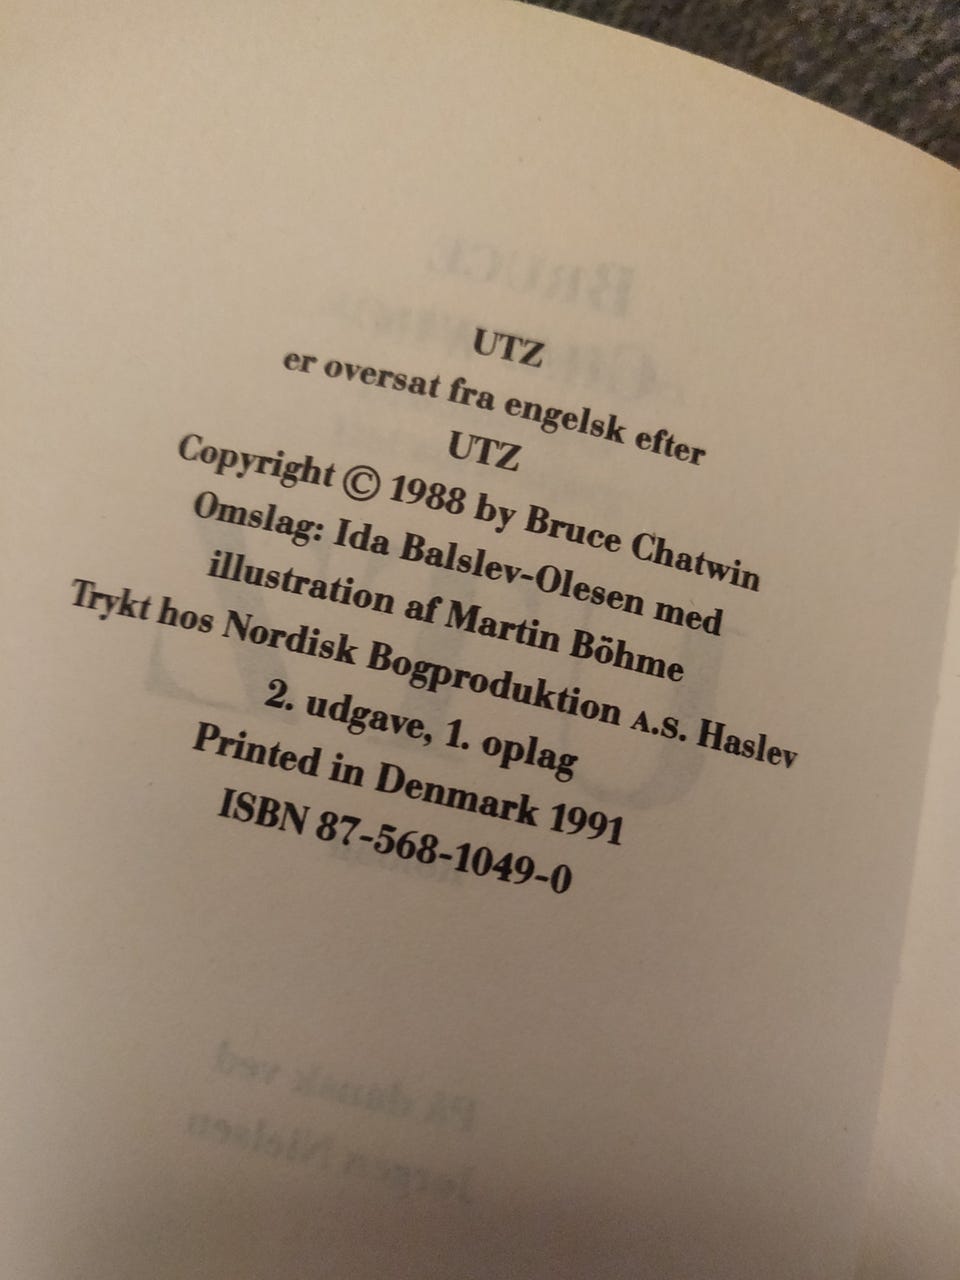 UTZ
er oversat fra engelsk efter
UTZ
Copyright © 1988 by Bruce Chatwin
Omslag: Ida Balslev-Olesen med
illustration af Martin Böhme
Trykt hos Nordisk Bogproduktion A.S. Haslev
2. udgave, 1. oplag
Printed in Denmark 1991
ISBN 87-568-1049-0